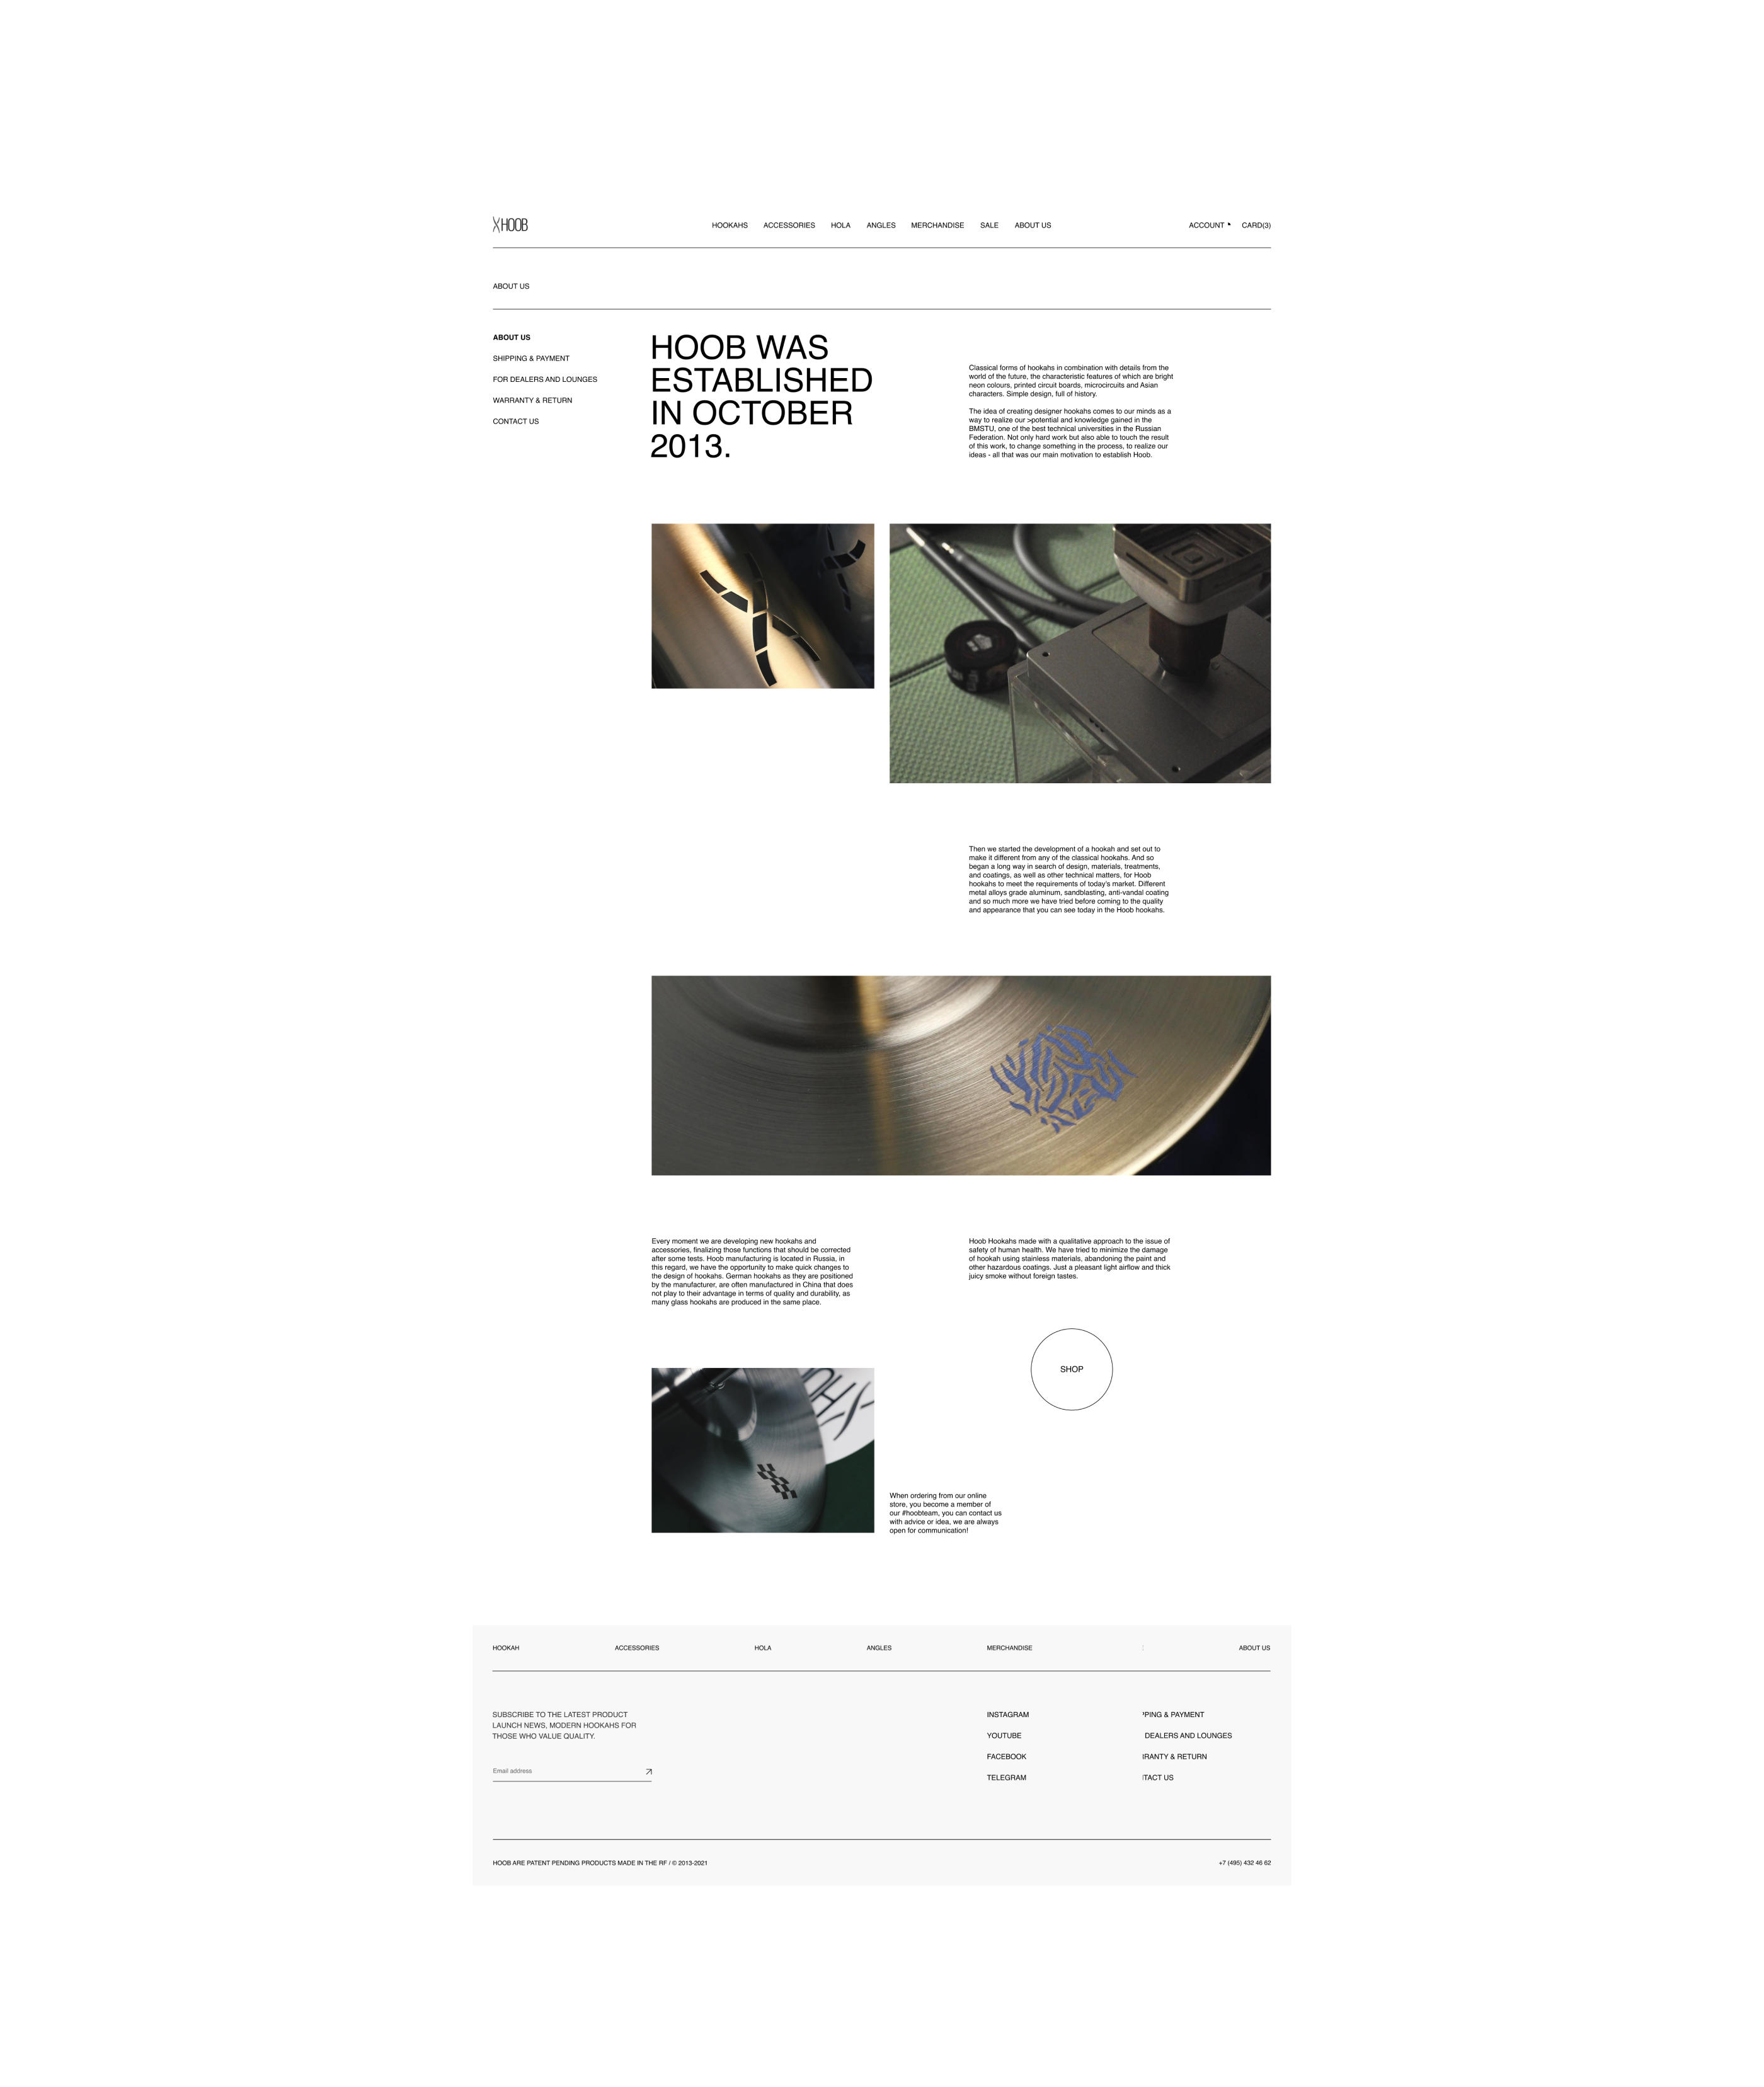 HOOB
HOOKAHS ACCESSORIES HOLA ANGLES MERCHANDISE SALE ABOUT US
ACCOUNT CARD(3)
ABOUT US
ABOUT US
SHIPPING & PAYMENT
FOR DEALERS AND LOUNGES
WARRANTY & RETURN
CONTACT US
HOOB WAS
ESTABLISHED
IN OCTOBER
2013.
Classical forms of hookahs in combination with details from the
world of the future, the characteristic features of which are bright
neon colours, printed circuit boards, microcircuits and Asian
characters. Simple design, full of history.
The idea of creating designer hookahs comes to our minds as a
way to realize our >potential and knowledge gained in the
BMSTU, one of the best technical universities in the Russian
Federation. Not only hard work but also able to touch the result
of this work, to change something in the process, to realize our
ideas - all that was our main motivation to establish Hoob.
Then we started the development of a hookah and set out to
make it different from any of the classical hookahs. And so
began a long way in search of design, materials, treatments,
and coatings, as well as other technical matters, for Hoob
hookahs to meet the requirements of today's market. Different
metal alloys grade aluminum, sandblasting, anti-vandal coating
and so much more we have tried before coming to the quality
and appearance that you can see today in the Hoob hookahs.
Every moment we are developing new hookahs and
accessories, finalizing those functions that should be corrected
after some tests. Hoob manufacturing is located in Russia, in
this regard, we have the opportunity to make quick changes to
the design of hookahs. German hookahs as they are positioned
by the manufacturer, are often manufactured in China that does
not play to their advantage in terms of quality and durability, as
many glass hookahs are produced in the same place.
Hoob Hookahs made with a qualitative approach to the issue of
safety of human health. We have tried to minimize the damage
of hookah using stainless materials, abandoning the paint and
other hazardous coatings. Just a pleasant light airflow and thick
juicy smoke without foreign tastes.
SHOP
When ordering from our online
store, you become a member of
our #hoobteam, you can contact us
with advice or idea, we are always
open for communication!
HOOKAH ACCESSORIES HOLA ANGLES MERCHANDISE ABOUT US
SUBSCRIBE TO THE LATEST PRODUCT
LAUNCH NEWS, MODERN HOOKAHS FOR
THOSE WHO VALUE QUALITY.
Email address
INSTAGRAM
YOUTUBE
FACEBOOK
TELEGRAM
PING & PAYMENT
DEALERS AND LOUNGES
RANTY & RETURN
TACT US
HOOB ARE PATENT PENDING PRODUCTS MADE IN THE RF / © 2013-2021
+7 (495) 432 46 62